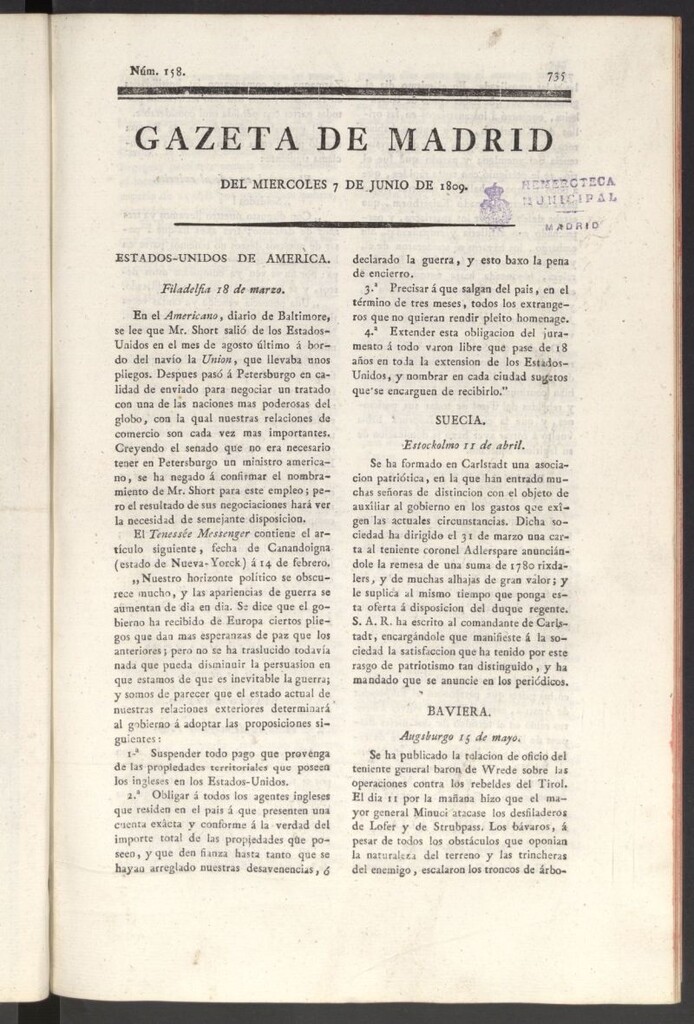 Núm. 158.
735
GAZETA DE MADRID
DEL MIERCOLES 7 DE JUNIO DE 1809.
HEMEROTECA
MUNICIPAL
MADRID
ESTADOS-UNIDOS DE AMERICA.
Filadelfia 18 de marzo.
En el Americano, diario de Baltimore,
se lee que Mr. Short salió de los Estados-
Unidos en el mes de agosto último á bor-
do del navío la Union, que llevaba unos
pliegos. Despues pasó á Petersburgo en ca-
lidad de enviado para negociar un tratado
con una de las naciones mas poderosas del
globo, con la qual nuestras relaciones de
comercio son cada vez mas importantes.
Creyendo el senado que no era necesario
tener en Petersburgo un ministro america-
no, se ha negado á confirmar el nombra-
miento de Mr. Short para este empleo; pe-
ro el resultado de sus negociaciones hará ver
la necesidad de semejante disposicion.
El Tenessée Messenger contiene el ar-
tículo siguiente, fecha de Canandoigna
(estado de Nueva-Yorck) á 14 de febrero.
„Nuestro horizonte político se obscu-
rece mucho, y las apariencias de guerra se
aumentan de dia en dia. Se dice que el go-
bierno ha recibido de Europa ciertos plie-
gos que dan mas esperanzas de paz que los
anteriores; pero no se ha traslucido todavía
nada que pueda disminuir la persuasion en
que estamos de que es inevitable la guerra;
y somos de parecer que el estado actual de
nuestras relaciones exteriores determinará
al gobierno á adoptar las proposiciones si-
guientes:
1.ª Suspender todo pago que provenga
de las propiedades territoriales que poseen
los ingleses en los Estados-Unidos.
2.ª Obligar á todos los agentes ingleses
que residen en el pais á que presenten una
cuenta exâcta y conforme á la verdad del
importe total de las propiedades que po-
seen, y que den fianza hasta tanto que se
hayan arreglado nuestras desavenencias, ó
declarado la guerra, y esto baxo la pena
de encierro.
3.ª Precisar á que salgan del pais, en el
término de tres meses, todos los extrange-
ros que no quieran rendir pleito homenage.
4.ª Extender esta obligacion del jura-
mento á todo varon libre que pase de 18
años en toda la extension de los Estados-
Unidos, y nombrar en cada ciudad sugetos
que se encarguen de recibirlo."
SUECIA.
Estockolmo 11 de abril.
Se ha formado en Carlstadt una asocia-
cion patriótica, en la que han entrado mu-
chas señoras de distincion con el objeto de
auxîliar al gobierno en los gastos que exî-
gen las actuales circunstancias. Dicha so-
ciedad ha dirigido el 31 de marzo una car-
ta al teniente coronel Adlerspare anuncián-
dole la remesa de una suma de 1780 rixda-
lers, y de muchas alhajas de gran valor; y
le suplica al mismo tiempo que ponga es-
ta oferta á disposicion del duque regente.
S. A. R. ha escrito al comandante de Carls-
tadt, encargándole que manifieste á la so-
ciedad la satisfaccion que ha tenido por este
rasgo de patriotismo tan distinguido, y ha
mandado que se anuncie en los periódicos.
BAVIERA.
Augsburgo 15 de mayo.
Se ha publicado la relacion de oficio del
teniente general baron de Wrede sobre las
operaciones contra los rebeldes del Tirol.
El dia 11 por la mañana hizo que el ma-
yor general Minuci atacase los desfiladeros
de Lofer y de Strubpass. Los bávaros, á
pesar de todos los obstáculos que oponian
la naturaleza del terreno y las trincheras
del enemigo, escalaron los troncos de árbo-